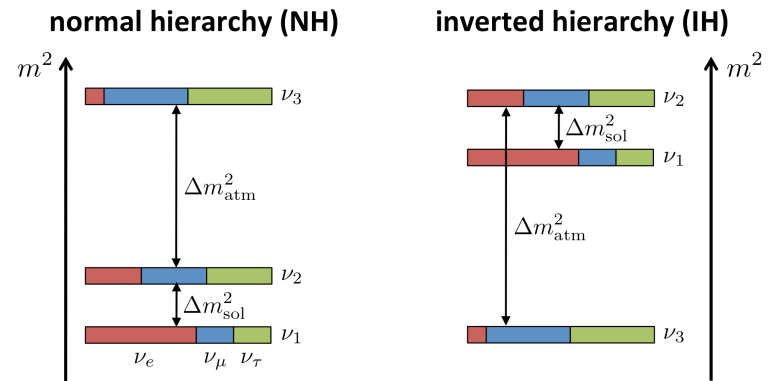 normal hierarchy (NH)
m²
ν₃
Δm²atm
ν₂
Δm²sol
ν₁
νₑ νμ ντ
inverted hierarchy (IH)
m²
ν₂
Δm²sol
ν₁
Δm²atm
ν₃